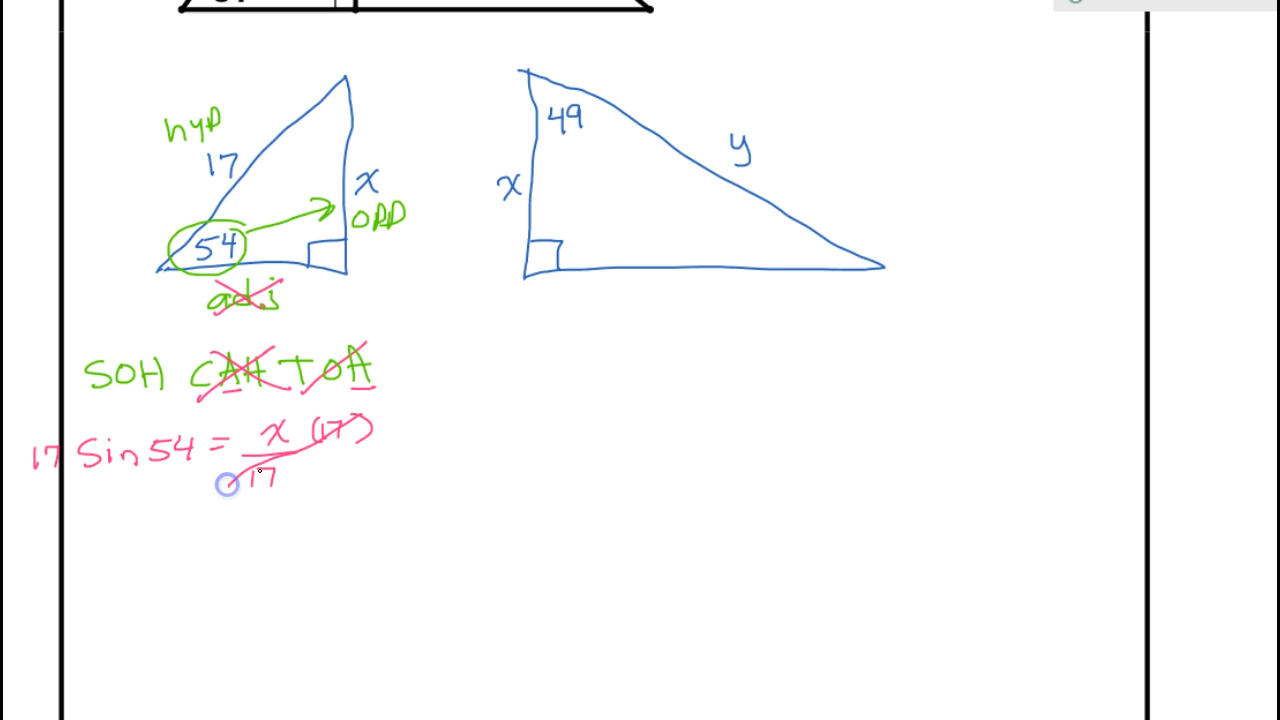 hyp
17
x
opp
54
adj
49
y
x
SOH CAH TOA
17 Sin 54 = x (17)
17